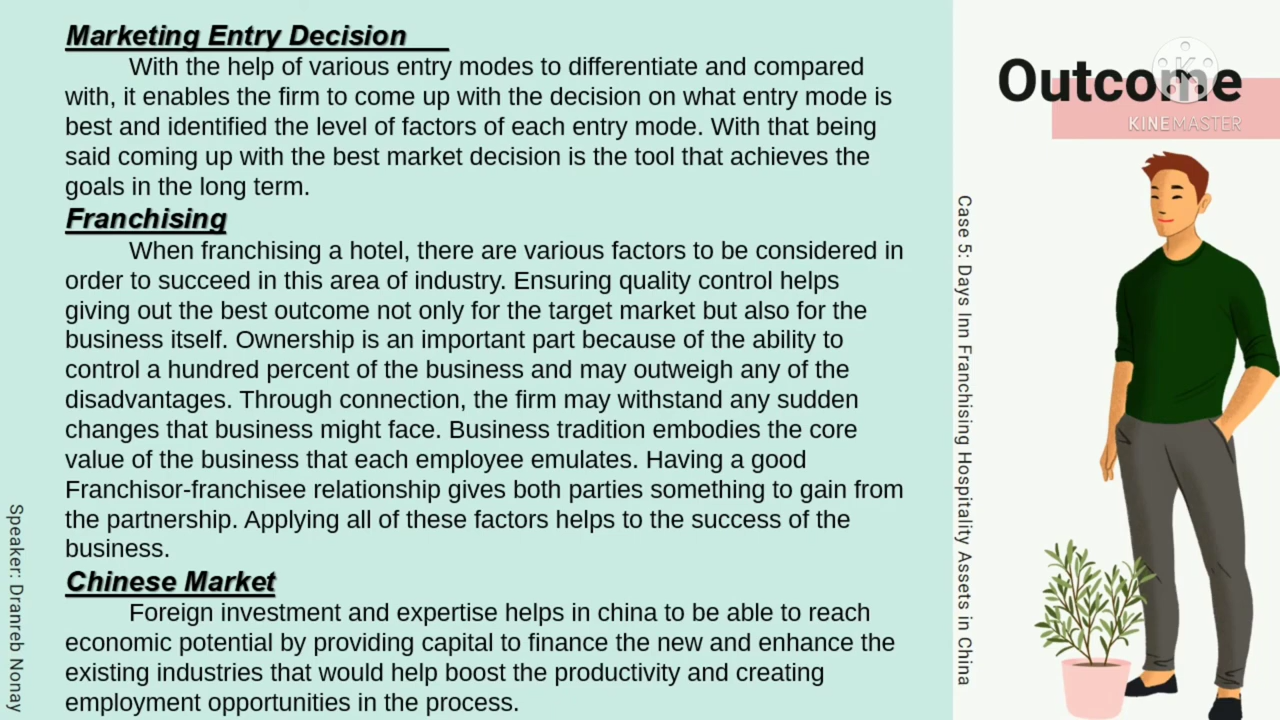 Marketing Entry Decision
With the help of various entry modes to differentiate and compared
with, it enables the firm to come up with the decision on what entry mode is
best and identified the level of factors of each entry mode. With that being
said coming up with the best market decision is the tool that achieves the
goals in the long term.
Franchising
When franchising a hotel, there are various factors to be considered in
order to succeed in this area of industry. Ensuring quality control helps
giving out the best outcome not only for the target market but also for the
business itself. Ownership is an important part because of the ability to
control a hundred percent of the business and may outweigh any of the
disadvantages. Through connection, the firm may withstand any sudden
changes that business might face. Business tradition embodies the core
value of the business that each employee emulates. Having a good
Franchisor-franchisee relationship gives both parties something to gain from
the partnership. Applying all of these factors helps to the success of the
business.
Chinese Market
Foreign investment and expertise helps in china to be able to reach
economic potential by providing capital to finance the new and enhance the
existing industries that would help boost the productivity and creating
employment opportunities in the process.
Outcome
KINEMASTER
Case 5: Days Inn Franchising Hospitality Assets in China
Speaker: Dranreb Nonay